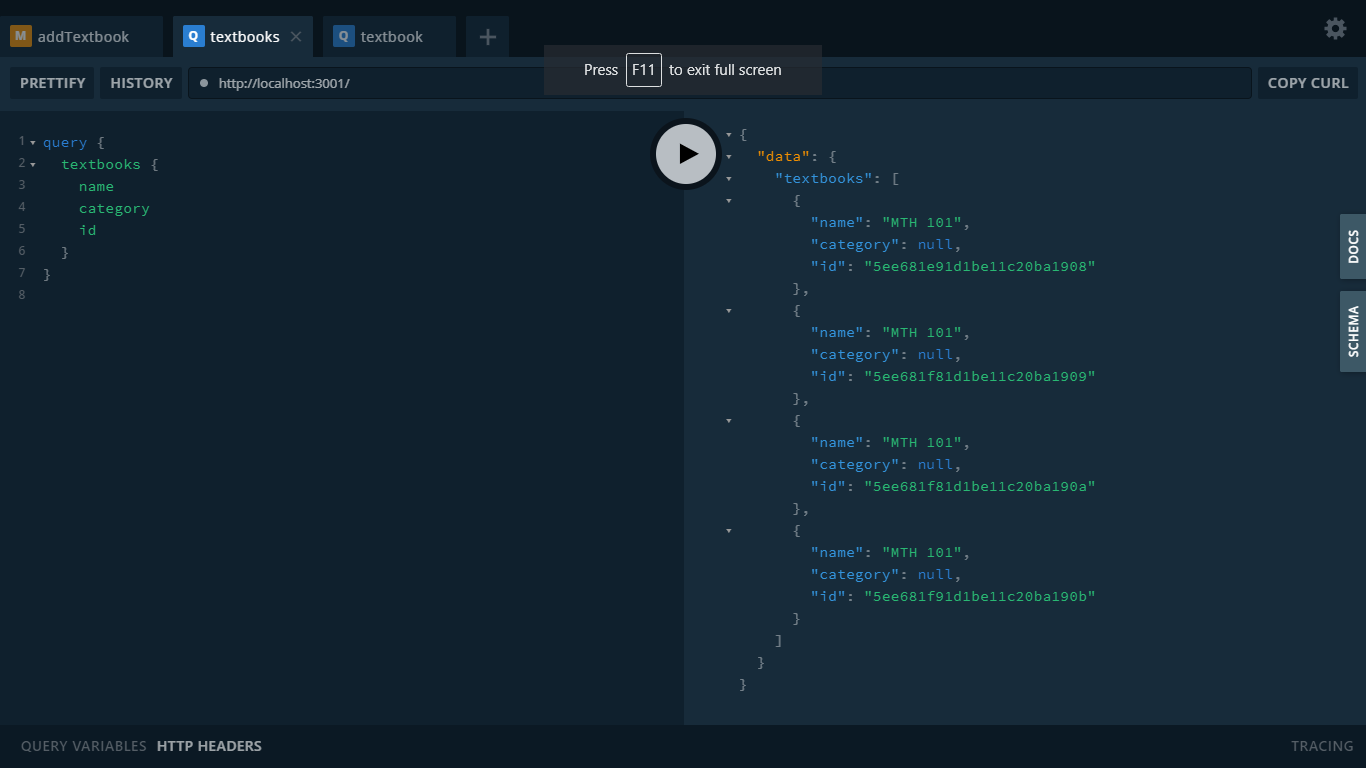 M addTextbook
Q textbooks ×
Q textbook
+
Press F11 to exit full screen
PRETTIFY
HISTORY
http://localhost:3001/
COPY CURL
1 query {
2 textbooks {
3 name
4 category
5 id
6 }
7 }
8
{
"data": {
"textbooks": [
{
"name": "MTH 101",
"category": null,
"id": "5ee681e91d1be11c20ba1908"
},
{
"name": "MTH 101",
"category": null,
"id": "5ee681f81d1be11c20ba1909"
},
{
"name": "MTH 101",
"category": null,
"id": "5ee681f81d1be11c20ba190a"
},
{
"name": "MTH 101",
"category": null,
"id": "5ee681f91d1be11c20ba190b"
}
]
}
}
DOCS
SCHEMA
QUERY VARIABLES
HTTP HEADERS
TRACING